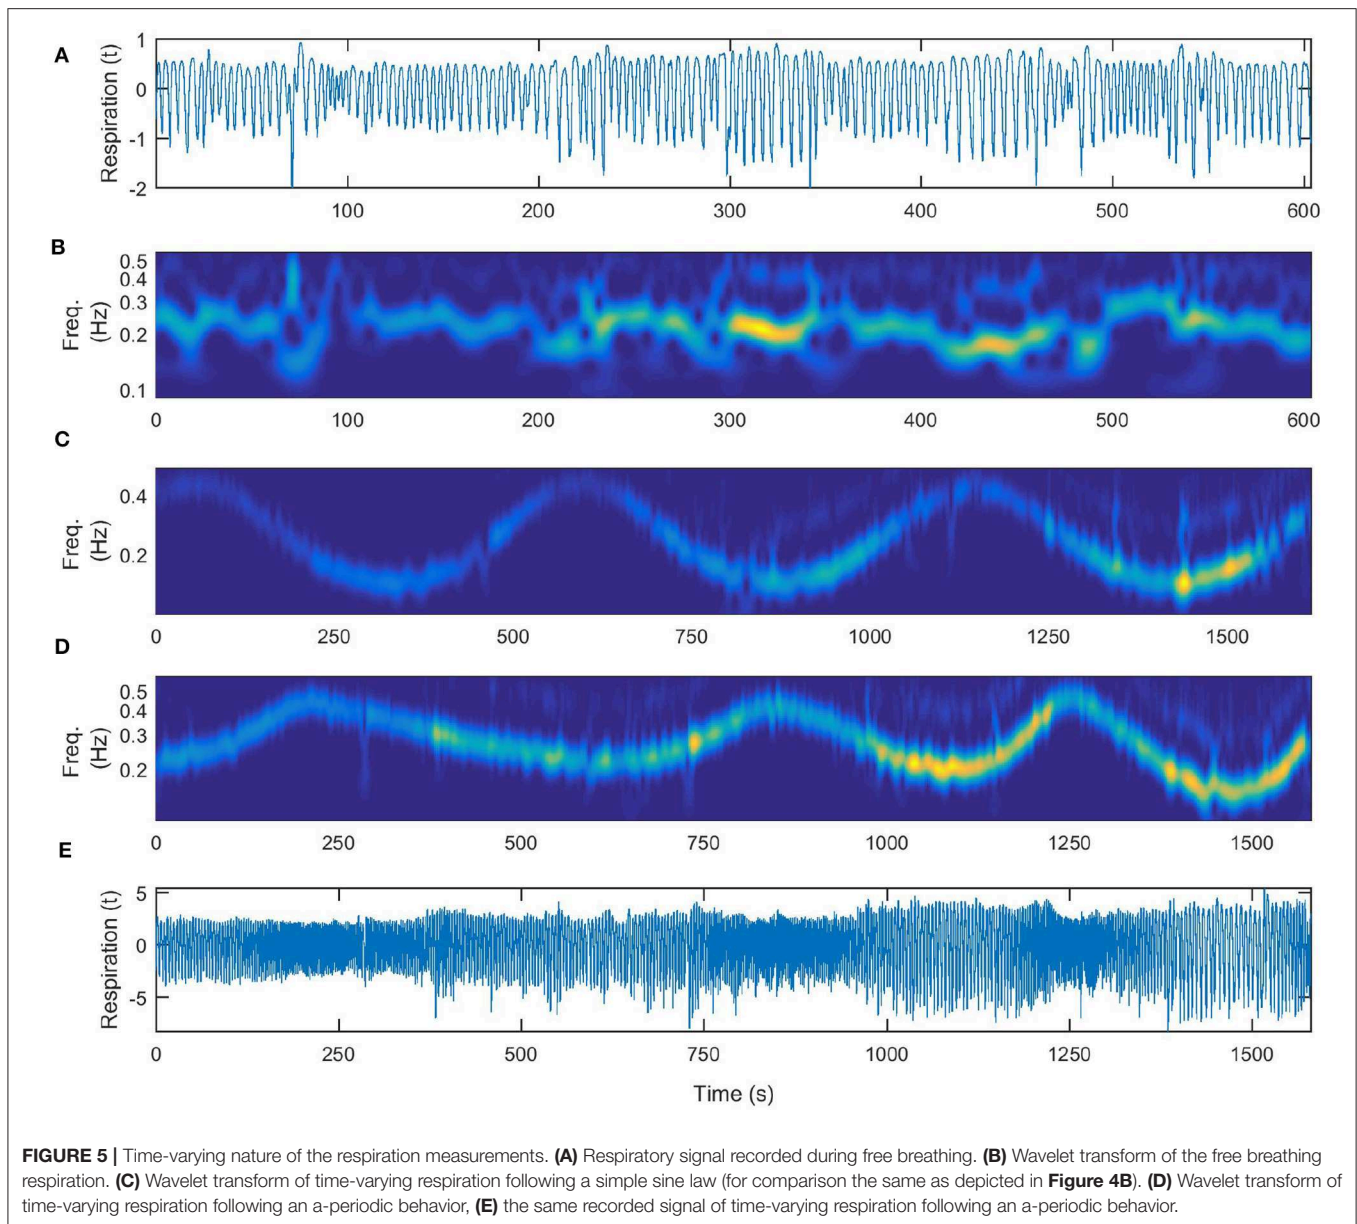 A
Respiration (t)
1
0
-1
-2
100 200 300 400 500 600
B
Freq.
(Hz)
0.5
0.4
0.3
0.2
0.1
0 100 200 300 400 500 600
C
Freq.
(Hz)
0.4
0.2
0 250 500 750 1000 1250 1500
D
Freq.
(Hz)
0.5
0.4
0.3
0.2
0 250 500 750 1000 1250 1500
E
Respiration (t)
5
0
-5
0 250 500 750 1000 1250 1500
Time (s)
FIGURE 5 | Time-varying nature of the respiration measurements. (A) Respiratory signal recorded during free breathing. (B) Wavelet transform of the free breathing
respiration. (C) Wavelet transform of time-varying respiration following a simple sine law (for comparison the same as depicted in Figure 4B). (D) Wavelet transform of
time-varying respiration following an a-periodic behavior, (E) the same recorded signal of time-varying respiration following an a-periodic behavior.